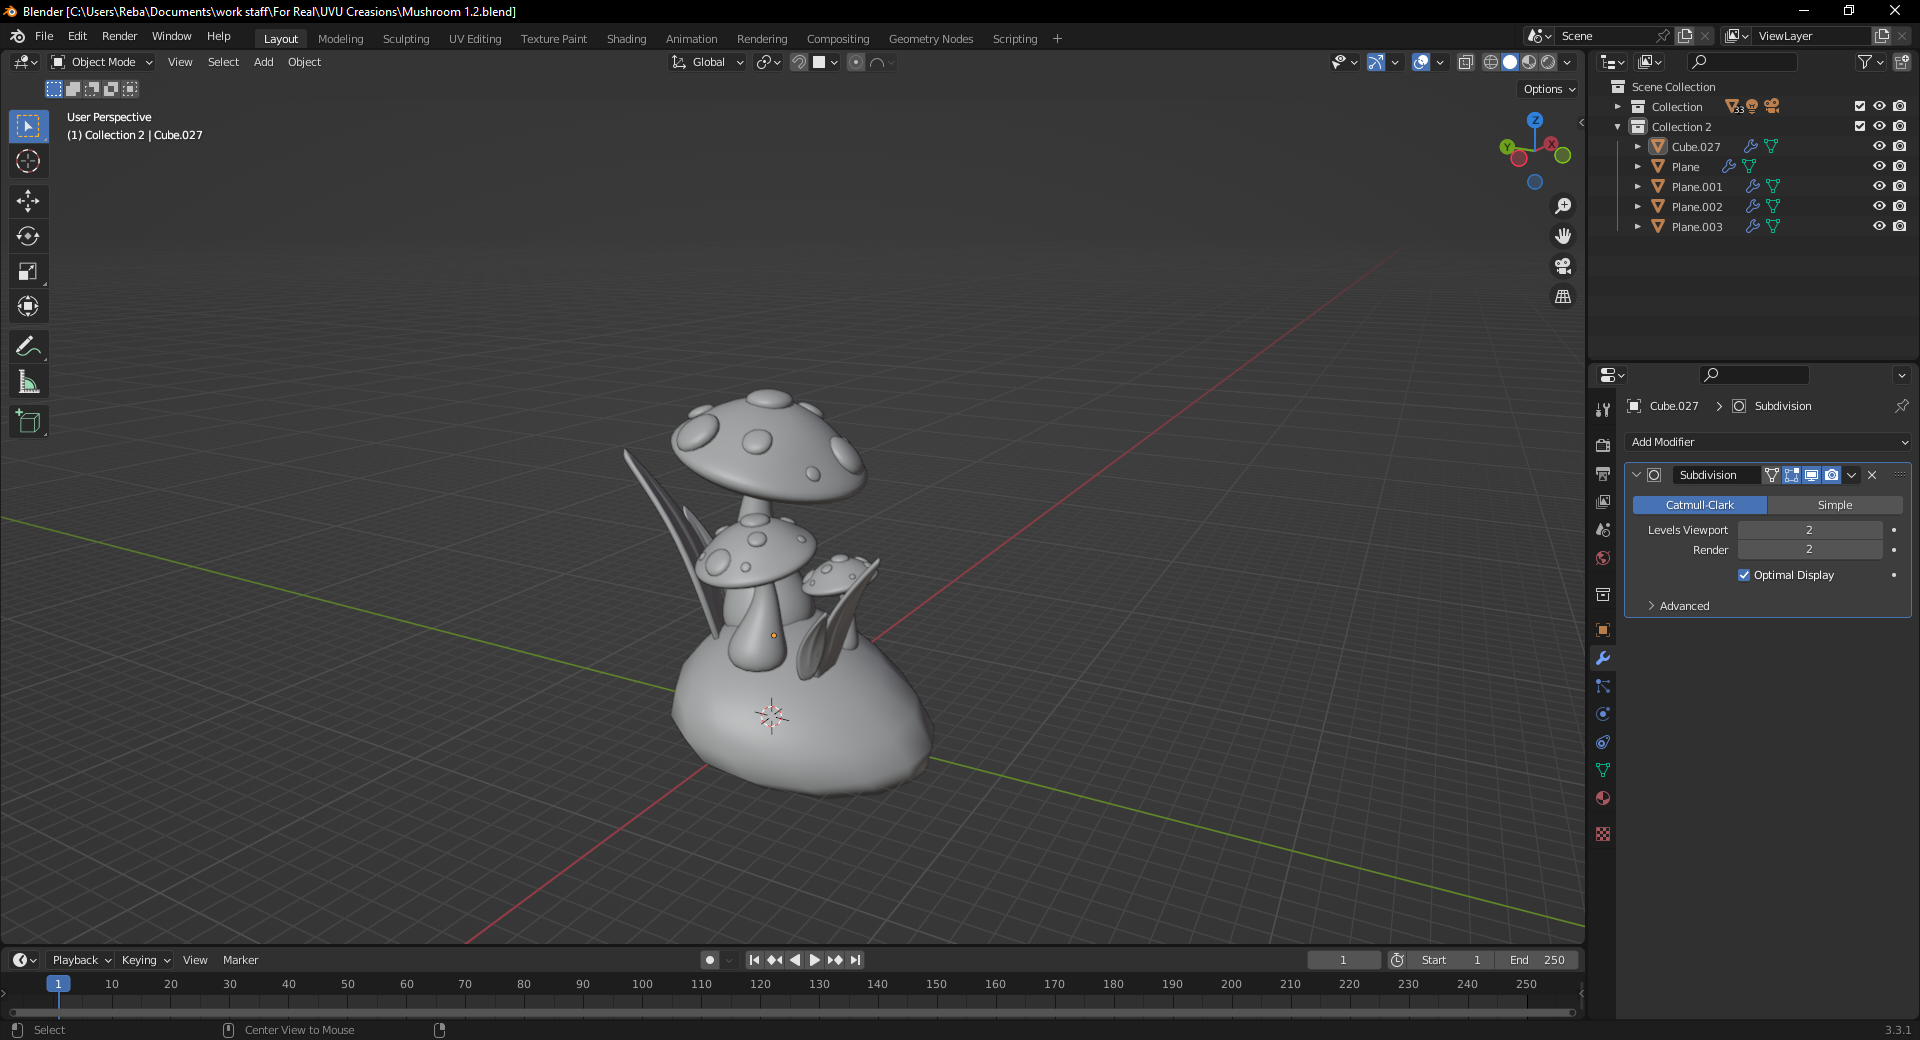 Blender [C:\Users\Reba\Documents\work staff\For Real\UVU Creasions\Mushroom 1.2.blend]
File Edit Render Window Help Layout Modeling Sculpting UV Editing Texture Paint Shading Animation Rendering Compositing Geometry Nodes Scripting + Scene ViewLayer
Object Mode View Select Add Object Global
Options
User Perspective
(1) Collection 2 | Cube.027
Z
Y X
Scene Collection
Collection 33
Collection 2
Cube.027
Plane
Plane.001
Plane.002
Plane.003
Cube.027 > Subdivision
Add Modifier
Subdivision
Catmull-Clark Simple
Levels Viewport 2
Render 2
Optimal Display
Advanced
Playback Keying View Marker 1 Start 1 End 250
1 10 20 30 40 50 60 70 80 90 100 110 120 130 140 150 160 170 180 190 200 210 220 230 240 250
Select Center View to Mouse 3.3.1